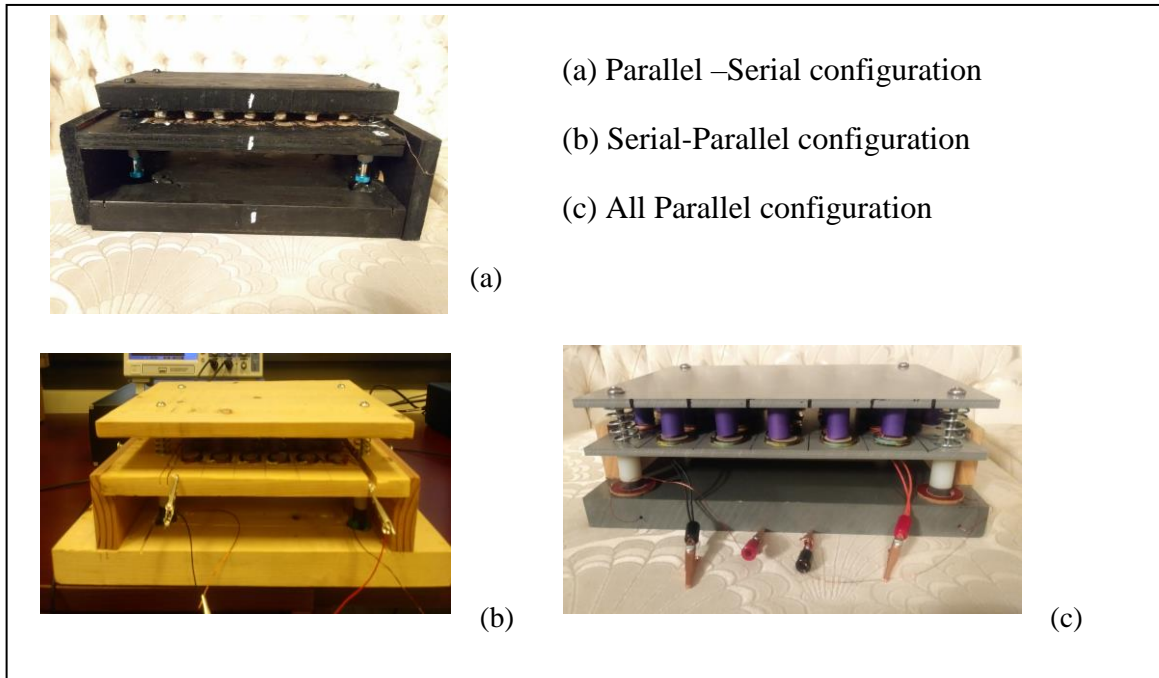 (a) Parallel –Serial configuration
(b) Serial-Parallel configuration
(c) All Parallel configuration
(a)
(b)
(c)